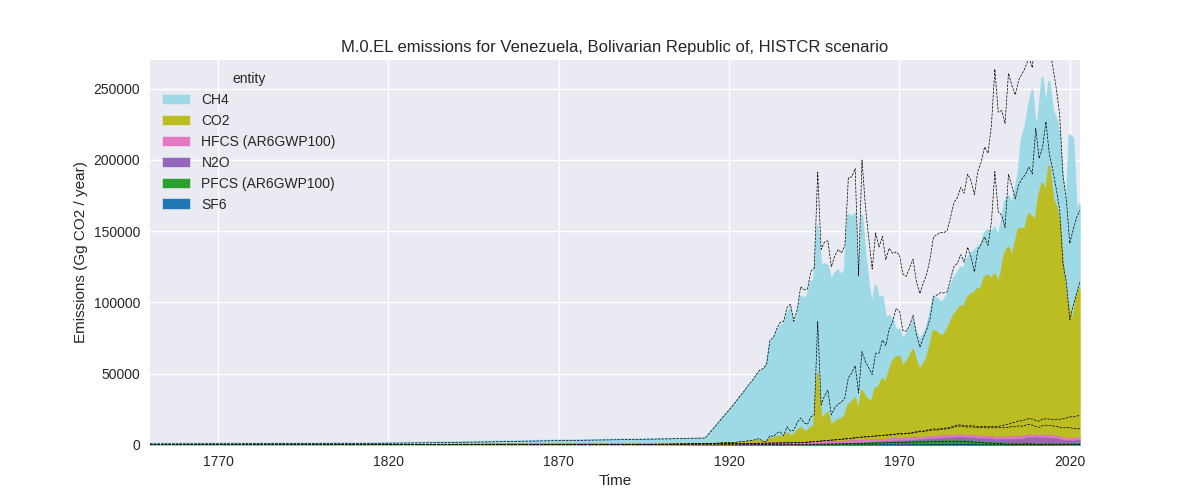 M.0.EL emissions for Venezuela, Bolivarian Republic of, HISTCR scenario
entity
CH4
CO2
HFCS (AR6GWP100)
N2O
PFCS (AR6GWP100)
SF6
Emissions (Gg CO2 / year)
250000
200000
150000
100000
50000
0
1770
1820
1870
1920
1970
2020
Time